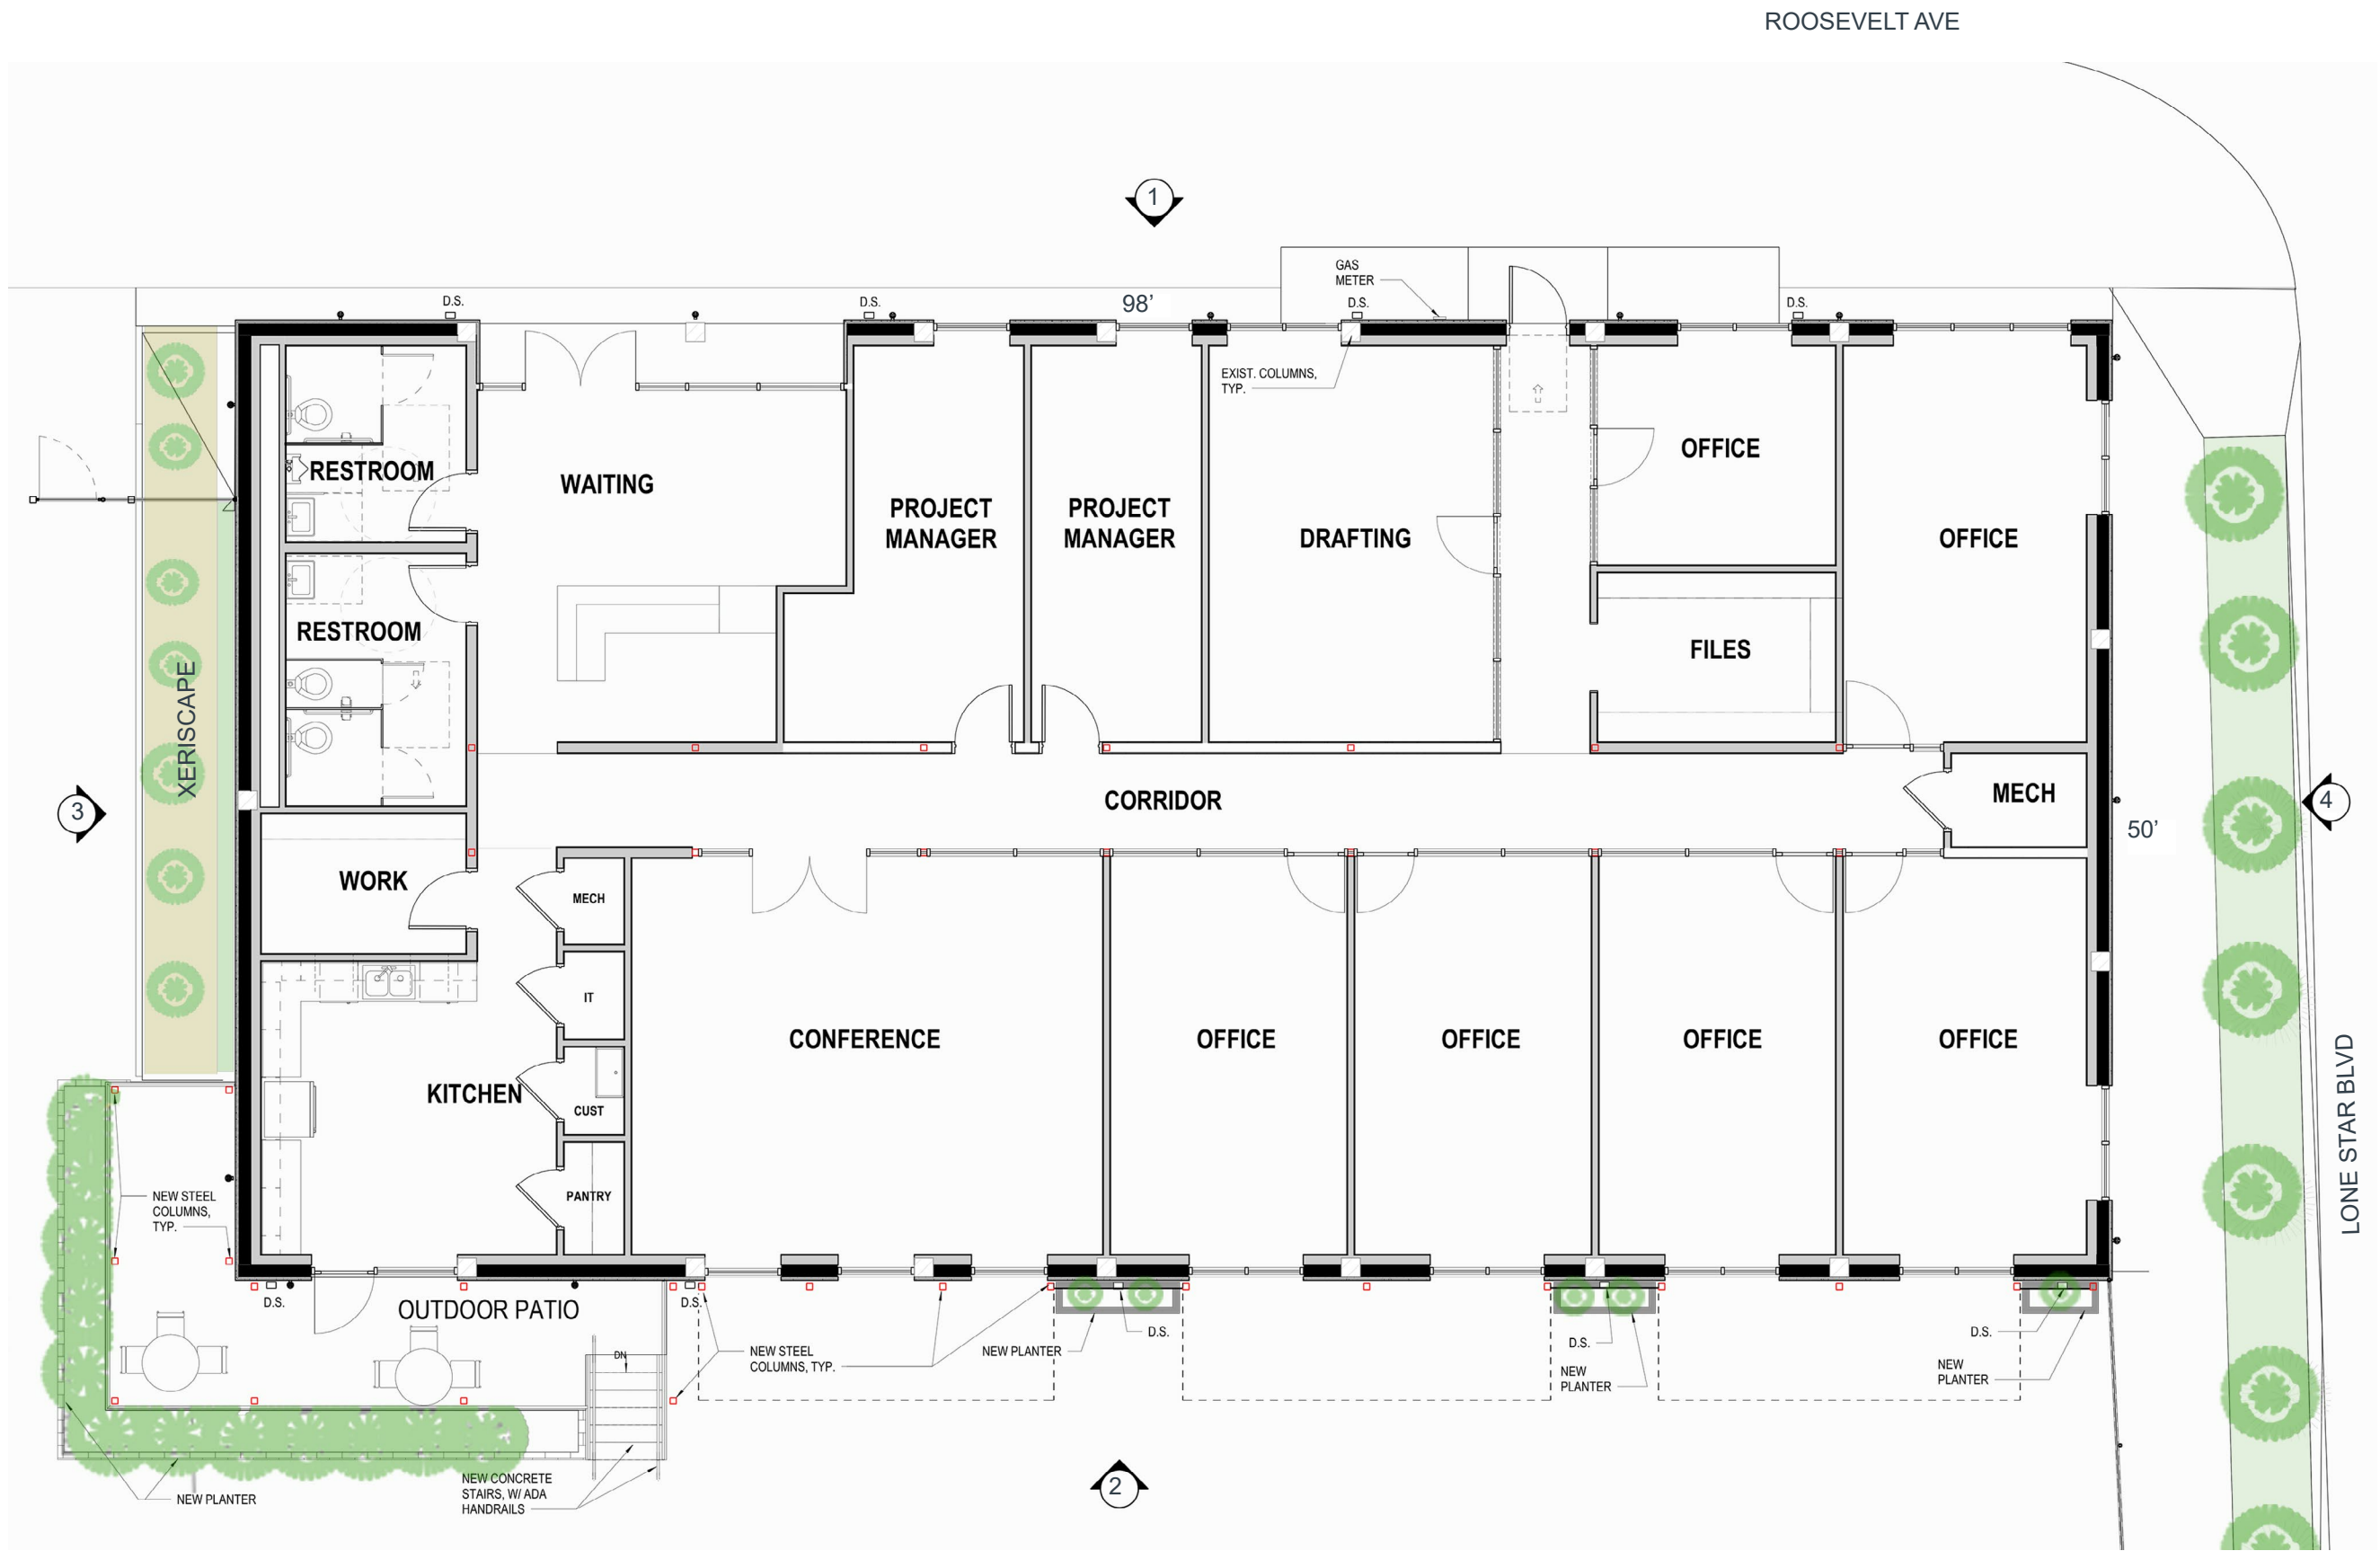 ROOSEVELT AVE
1
GAS
METER
D.S.
D.S.
98'
D.S.
D.S.
EXIST. COLUMNS,
TYP.
RESTROOM
WAITING
PROJECT
MANAGER
PROJECT
MANAGER
DRAFTING
OFFICE
OFFICE
RESTROOM
FILES
XERISCAPE
3
CORRIDOR
MECH
4
50'
WORK
MECH
IT
CONFERENCE
OFFICE
OFFICE
OFFICE
OFFICE
KITCHEN
CUST
PANTRY
LONE STAR BLVD
NEW STEEL
COLUMNS,
TYP.
D.S.
OUTDOOR PATIO
D.S.
DN
NEW STEEL
COLUMNS, TYP.
NEW PLANTER
D.S.
D.S.
NEW
PLANTER
D.S.
NEW
PLANTER
NEW CONCRETE
STAIRS, W/ ADA
HANDRAILS
NEW PLANTER
2